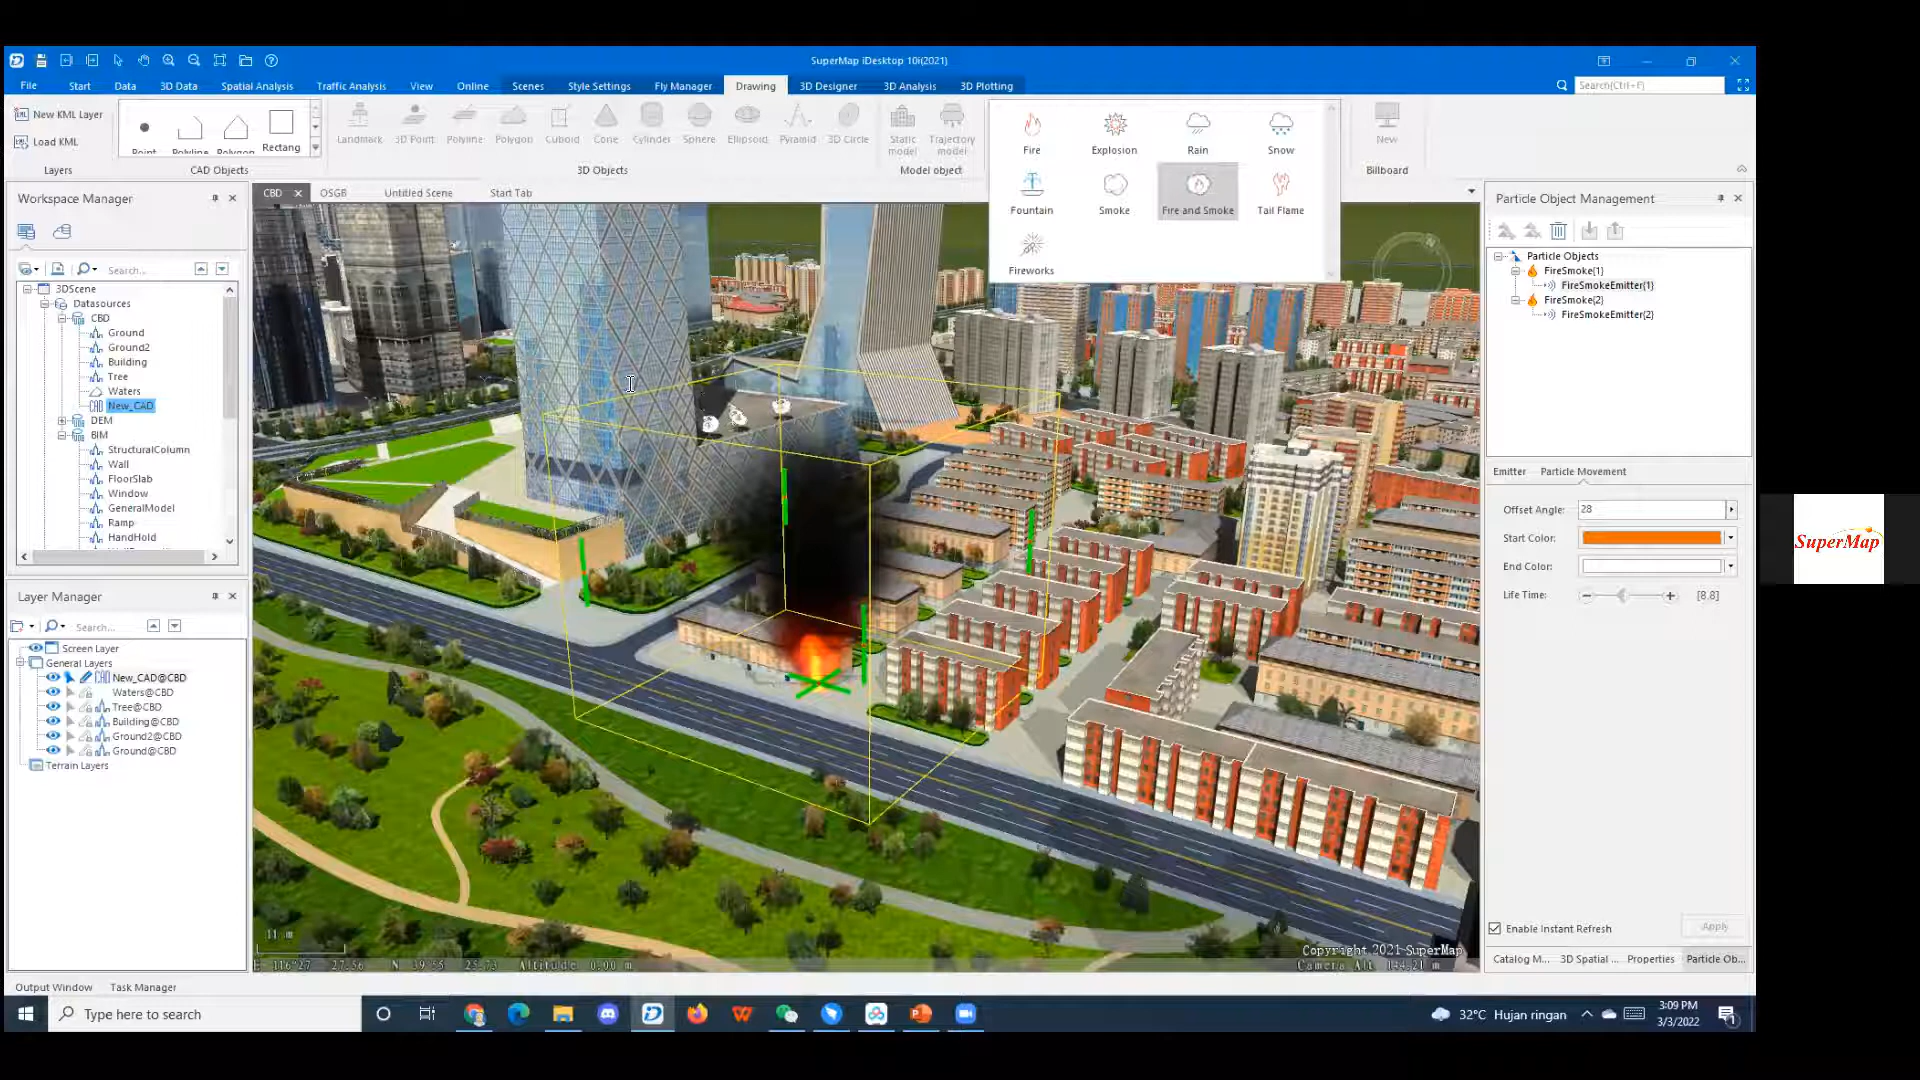 SuperMap iDesktop 10i(2021)
File Start Data 3D Data Spatial Analysis Traffic Analysis View Online Scenes Style Settings Fly Manager Drawing 3D Designer 3D Analysis 3D Plotting Search(Ctrl+F)
New KML Layer
Load KML
Layers
Point Polyline Polygon Rectang
CAD Objects
Landmark 3D Point Polyline Polygon Cuboid Cone Cylinder Sphere Ellipsoid Pyramid 3D Circle
3D Objects
Static model Trajectory model
Model object
Fire Explosion Rain Snow
Fountain Smoke Fire and Smoke Tail Flame
Fireworks
New
Billboard
Workspace Manager
Search...
3DScene
Datasources
CBD
Ground
Ground2
Building
Tree
Waters
New_CAD
DEM
BIM
StructuralColumn
Wall
FloorSlab
Window
GeneralModel
Ramp
HandHold
Layer Manager
Search...
Screen Layer
General Layers
New_CAD@CBD
Waters@CBD
Tree@CBD
Building@CBD
Ground2@CBD
Ground@CBD
Terrain Layers
CBD OSGB Untitled Scene Start Tab
11 m
Altitude 0.00 m
Copyright 2021 SuperMap
Camera Alt 144.21 m
Particle Object Management
Particle Objects
FireSmoke(1)
FireSmokeEmitter(1)
FireSmoke(2)
FireSmokeEmitter(2)
Emitter Particle Movement
Offset Angle: 28
Start Color:
End Color:
Life Time: [8.8]
Enable Instant Refresh Apply
Catalog M... 3D Spatial ... Properties Particle Ob...
SuperMap
Output Window Task Manager
Type here to search
32°C Hujan ringan
3:09 PM
3/3/2022